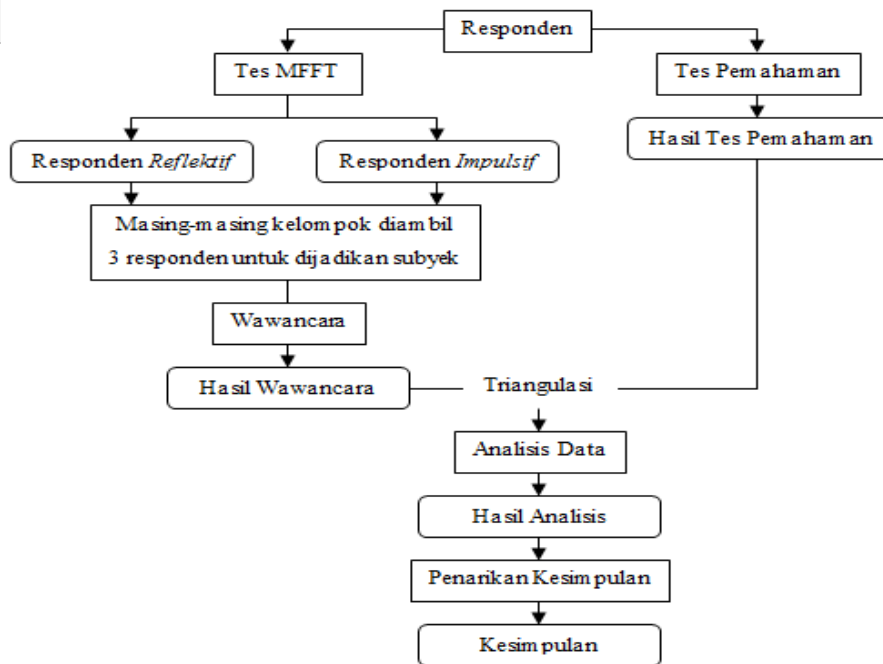 Responden
Tes MFFT
Tes Pemahaman
Hasil Tes Pemahaman
Responden Reflektif
Responden Impulsif
Masing-masing kelompok diambil
3 responden untuk dijadikan subyek
Wawancara
Hasil Wawancara
Triangulasi
Analisis Data
Hasil Analisis
Penarikan Kesimpulan
Kesimpulan